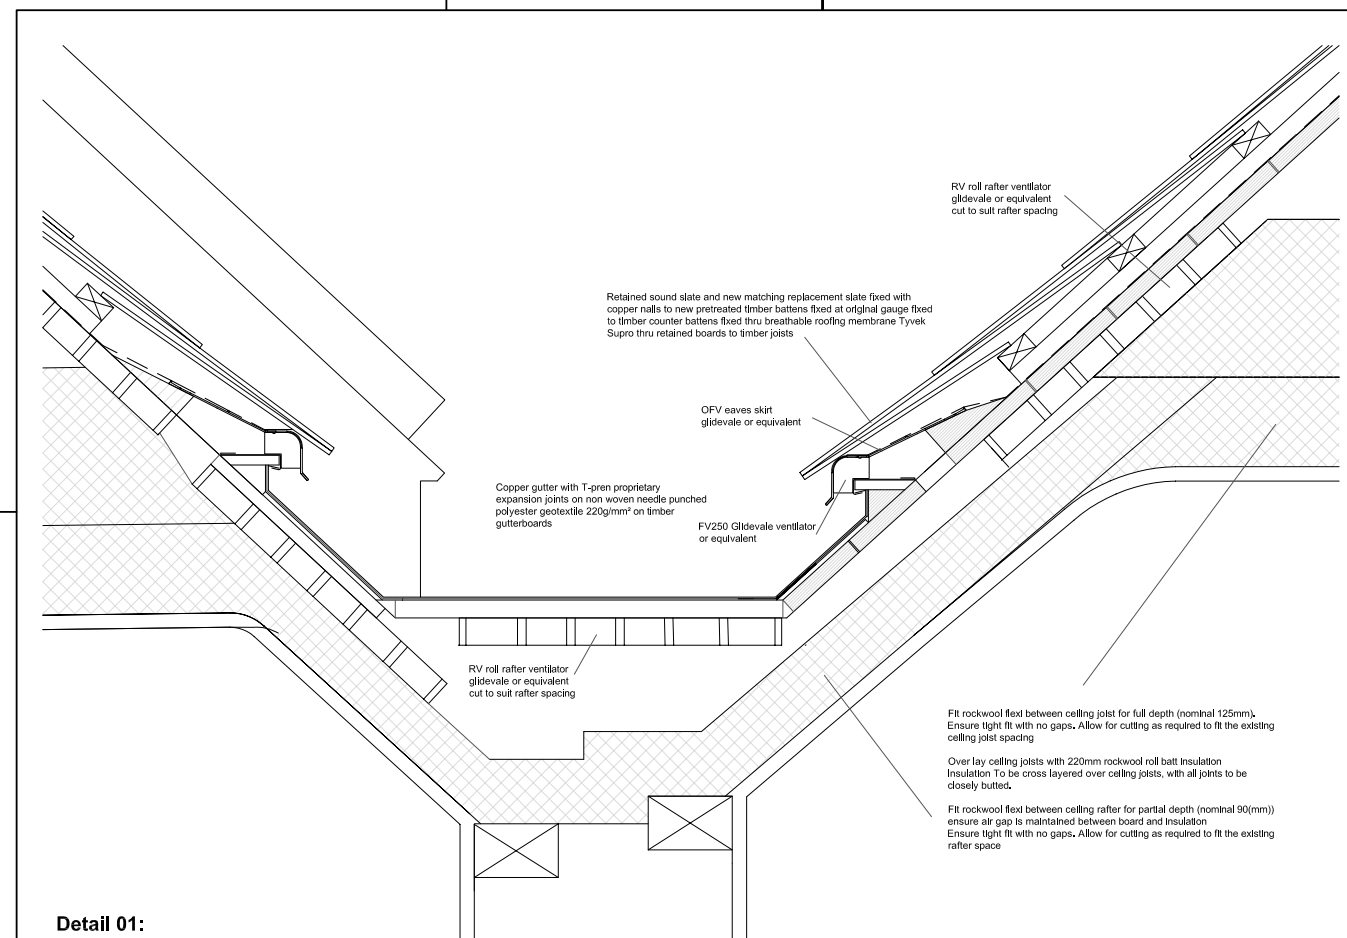 RV roll rafter ventilator
glidevale or equivalent
cut to suit rafter spacing
Retained sound slate and new matching replacement slate fixed with
copper nails to new pretreated timber battens fixed at original gauge fixed
to timber counter battens fixed thru breathable roofing membrane Tyvek
Supro thru retained boards to timber joists
OFV eaves skirt
glidevale or equivalent
Copper gutter with T-pren proprietary
expansion joints on non woven needle punched
polyester geotextile 220g/mm² on timber
gutterboards
FV250 Glidevale ventilator
or equivalent
RV roll rafter ventilator
glidevale or equivalent
cut to suit rafter spacing
Fit rockwool flexi between ceiling joist for full depth (nominal 125mm).
Ensure tight fit with no gaps. Allow for cutting as required to fit the existing
ceiling joist spacing
Over lay ceiling joists with 220mm rockwool roll batt insulation
Insulation To be cross layered over ceiling joists, with all joints to be
closely butted.
Fit rockwool flexi between ceiling rafter for partial depth (nominal 90(mm))
ensure air gap is maintained between board and insulation
Ensure tight fit with no gaps. Allow for cutting as required to fit the existing
rafter space
Detail 01: